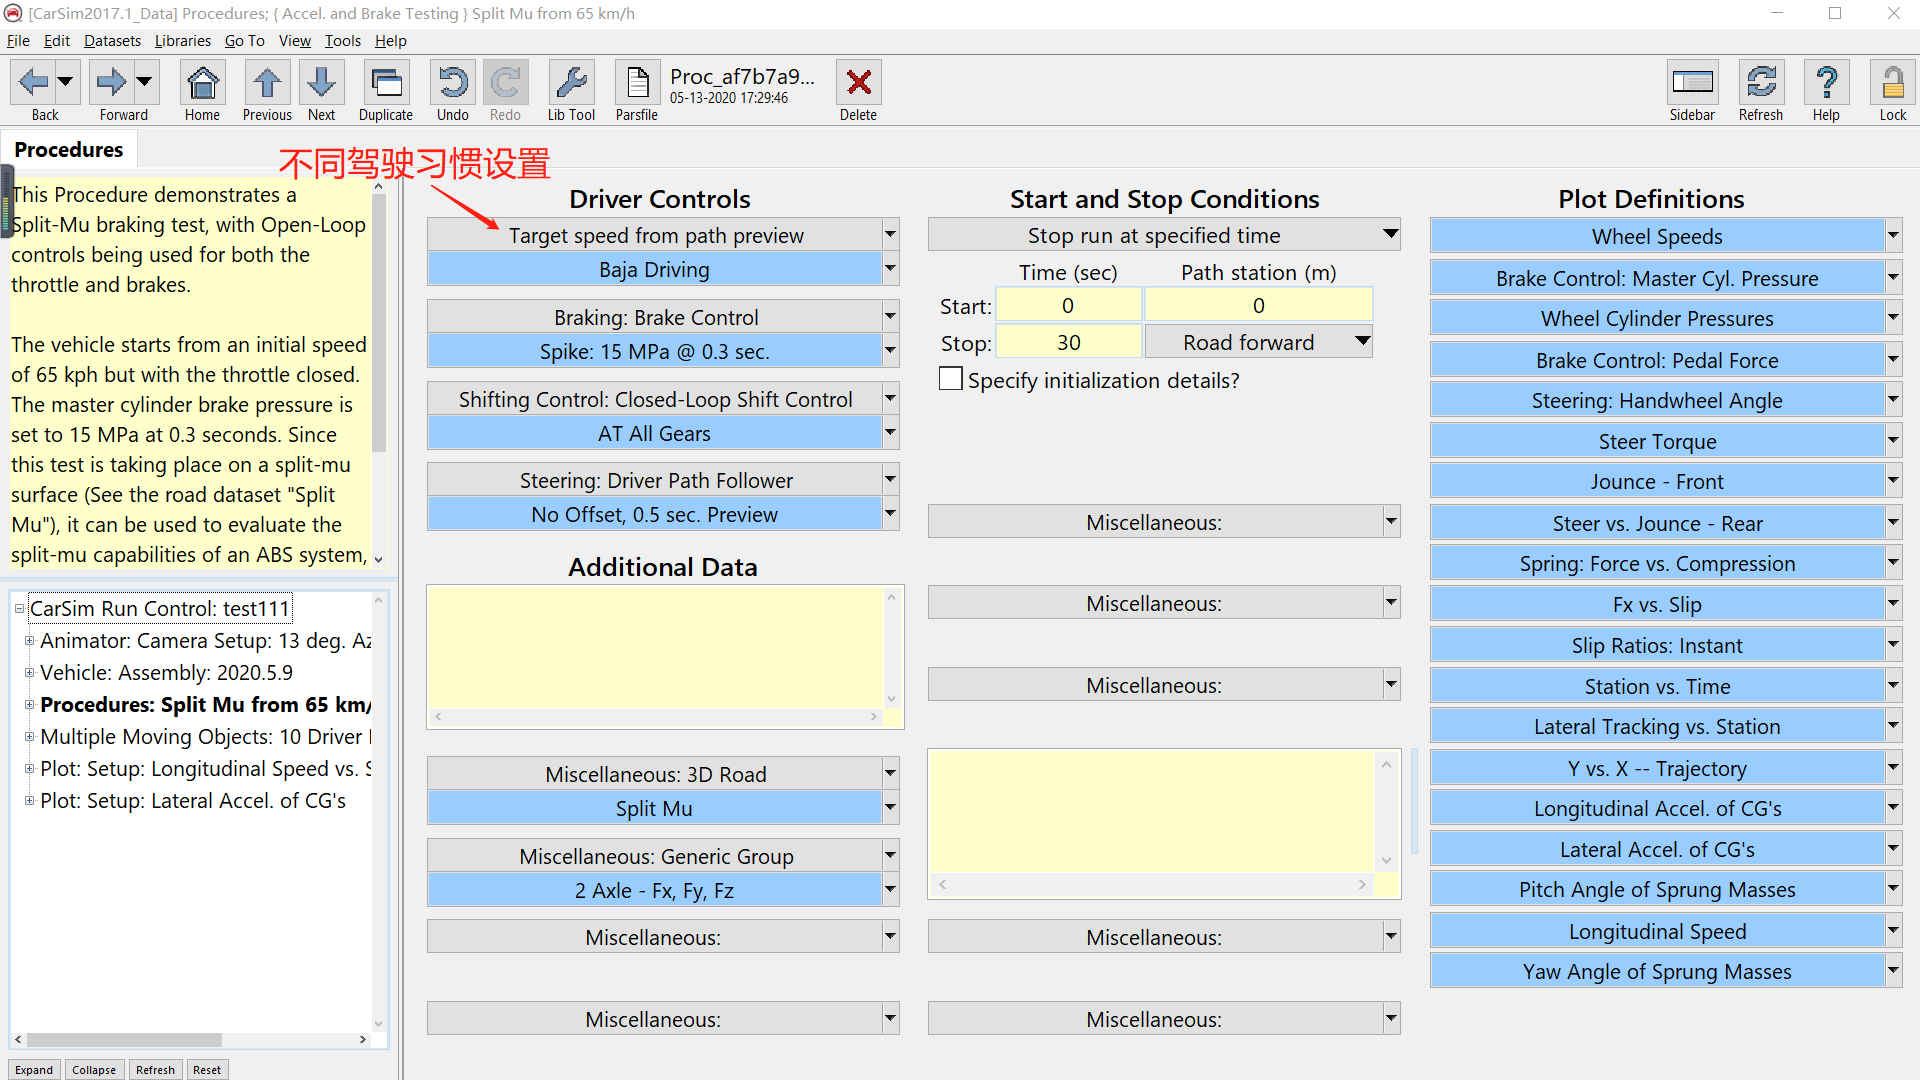 [CarSim2017.1_Data] Procedures; { Accel. and Brake Testing } Split Mu from 65 km/h
File Edit Datasets Libraries Go To View Tools Help
Proc_af7b7a9...
05-13-2020 17:29:46
Back Forward Home Previous Next Duplicate Undo Redo Lib Tool Parsfile Delete Sidebar Refresh Help Lock
Procedures
不同驾驶习惯设置
This Procedure demonstrates a
Split-Mu braking test, with Open-Loop
controls being used for both the
throttle and brakes.
The vehicle starts from an initial speed
of 65 kph but with the throttle closed.
The master cylinder brake pressure is
set to 15 MPa at 0.3 seconds. Since
this test is taking place on a split-mu
surface (See the road dataset "Split
Mu"), it can be used to evaluate the
split-mu capabilities of an ABS system,
CarSim Run Control: test111
Animator: Camera Setup: 13 deg. Az
Vehicle: Assembly: 2020.5.9
Procedures: Split Mu from 65 km/
Multiple Moving Objects: 10 Driver
Plot: Setup: Longitudinal Speed vs. S
Plot: Setup: Lateral Accel. of CG's
Expand Collapse Refresh Reset
Driver Controls
Target speed from path preview
Baja Driving
Braking: Brake Control
Spike: 15 MPa @ 0.3 sec.
Shifting Control: Closed-Loop Shift Control
AT All Gears
Steering: Driver Path Follower
No Offset, 0.5 sec. Preview
Additional Data
Miscellaneous: 3D Road
Split Mu
Miscellaneous: Generic Group
2 Axle - Fx, Fy, Fz
Miscellaneous:
Miscellaneous:
Start and Stop Conditions
Stop run at specified time
Time (sec) Path station (m)
Start: 0 0
Stop: 30 Road forward
Specify initialization details?
Miscellaneous:
Miscellaneous:
Miscellaneous:
Miscellaneous:
Miscellaneous:
Plot Definitions
Wheel Speeds
Brake Control: Master Cyl. Pressure
Wheel Cylinder Pressures
Brake Control: Pedal Force
Steering: Handwheel Angle
Steer Torque
Jounce - Front
Steer vs. Jounce - Rear
Spring: Force vs. Compression
Fx vs. Slip
Slip Ratios: Instant
Station vs. Time
Lateral Tracking vs. Station
Y vs. X -- Trajectory
Longitudinal Accel. of CG's
Lateral Accel. of CG's
Pitch Angle of Sprung Masses
Longitudinal Speed
Yaw Angle of Sprung Masses